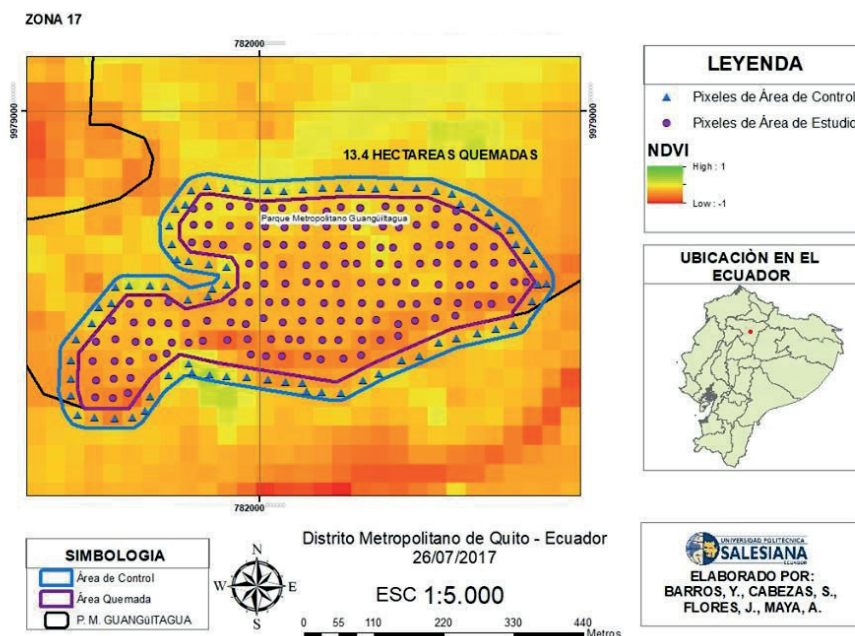 ZONA 17
782000
9979000
9979000
13.4 HECTAREAS QUEMADAS
Parque Metropolitano Guangüiltagua
782000
LEYENDA
Pixeles de Área de Control
Pixeles de Área de Estudio
NDVI
High : 1
Low : -1
UBICACIÒN EN EL
ECUADOR
SIMBOLOGIA
Área de Control
Área Quemada
P. M. GUANGüILTAGUA
N
W
E
S
Distrito Metropolitano de Quito - Ecuador
26/07/2017
ESC 1:5.000
0 55 110 220 330 440
Metros
UNIVERSIDAD POLITÉCNICA
SALESIANA
ECUADOR
ELABORADO POR:
BARROS, Y., CABEZAS, S.,
FLORES, J., MAYA, A.